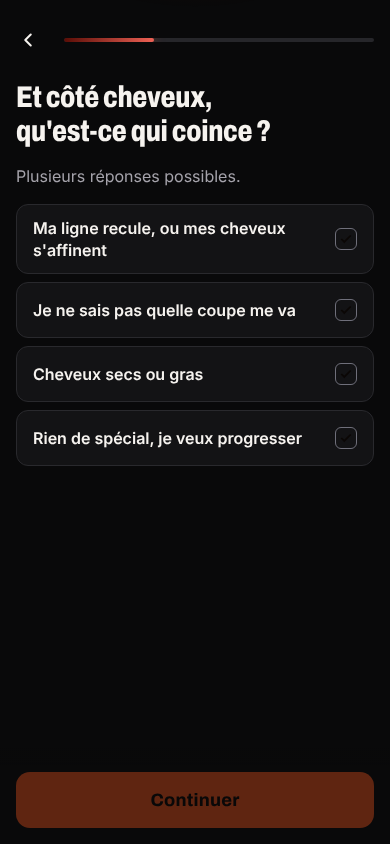 Et côté cheveux,
qu'est-ce qui coince ?
Plusieurs réponses possibles.
Ma ligne recule, ou mes cheveux
s'affinent
Je ne sais pas quelle coupe me va
Cheveux secs ou gras
Rien de spécial, je veux progresser
Continuer